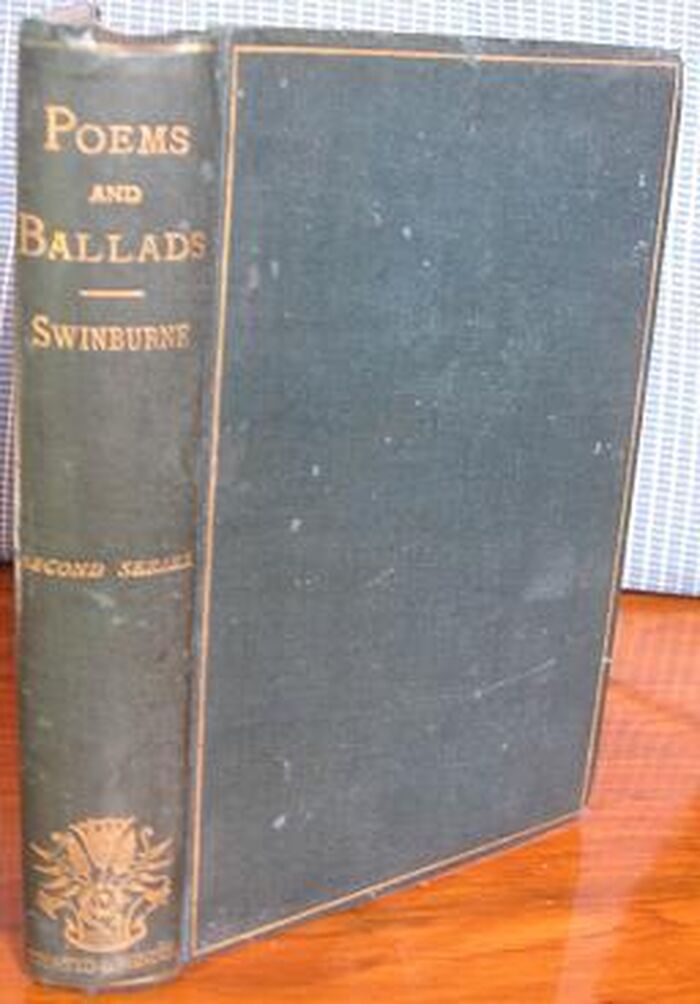 POEMS
AND
BALLADS
SWINBURNE
SECOND SERIES